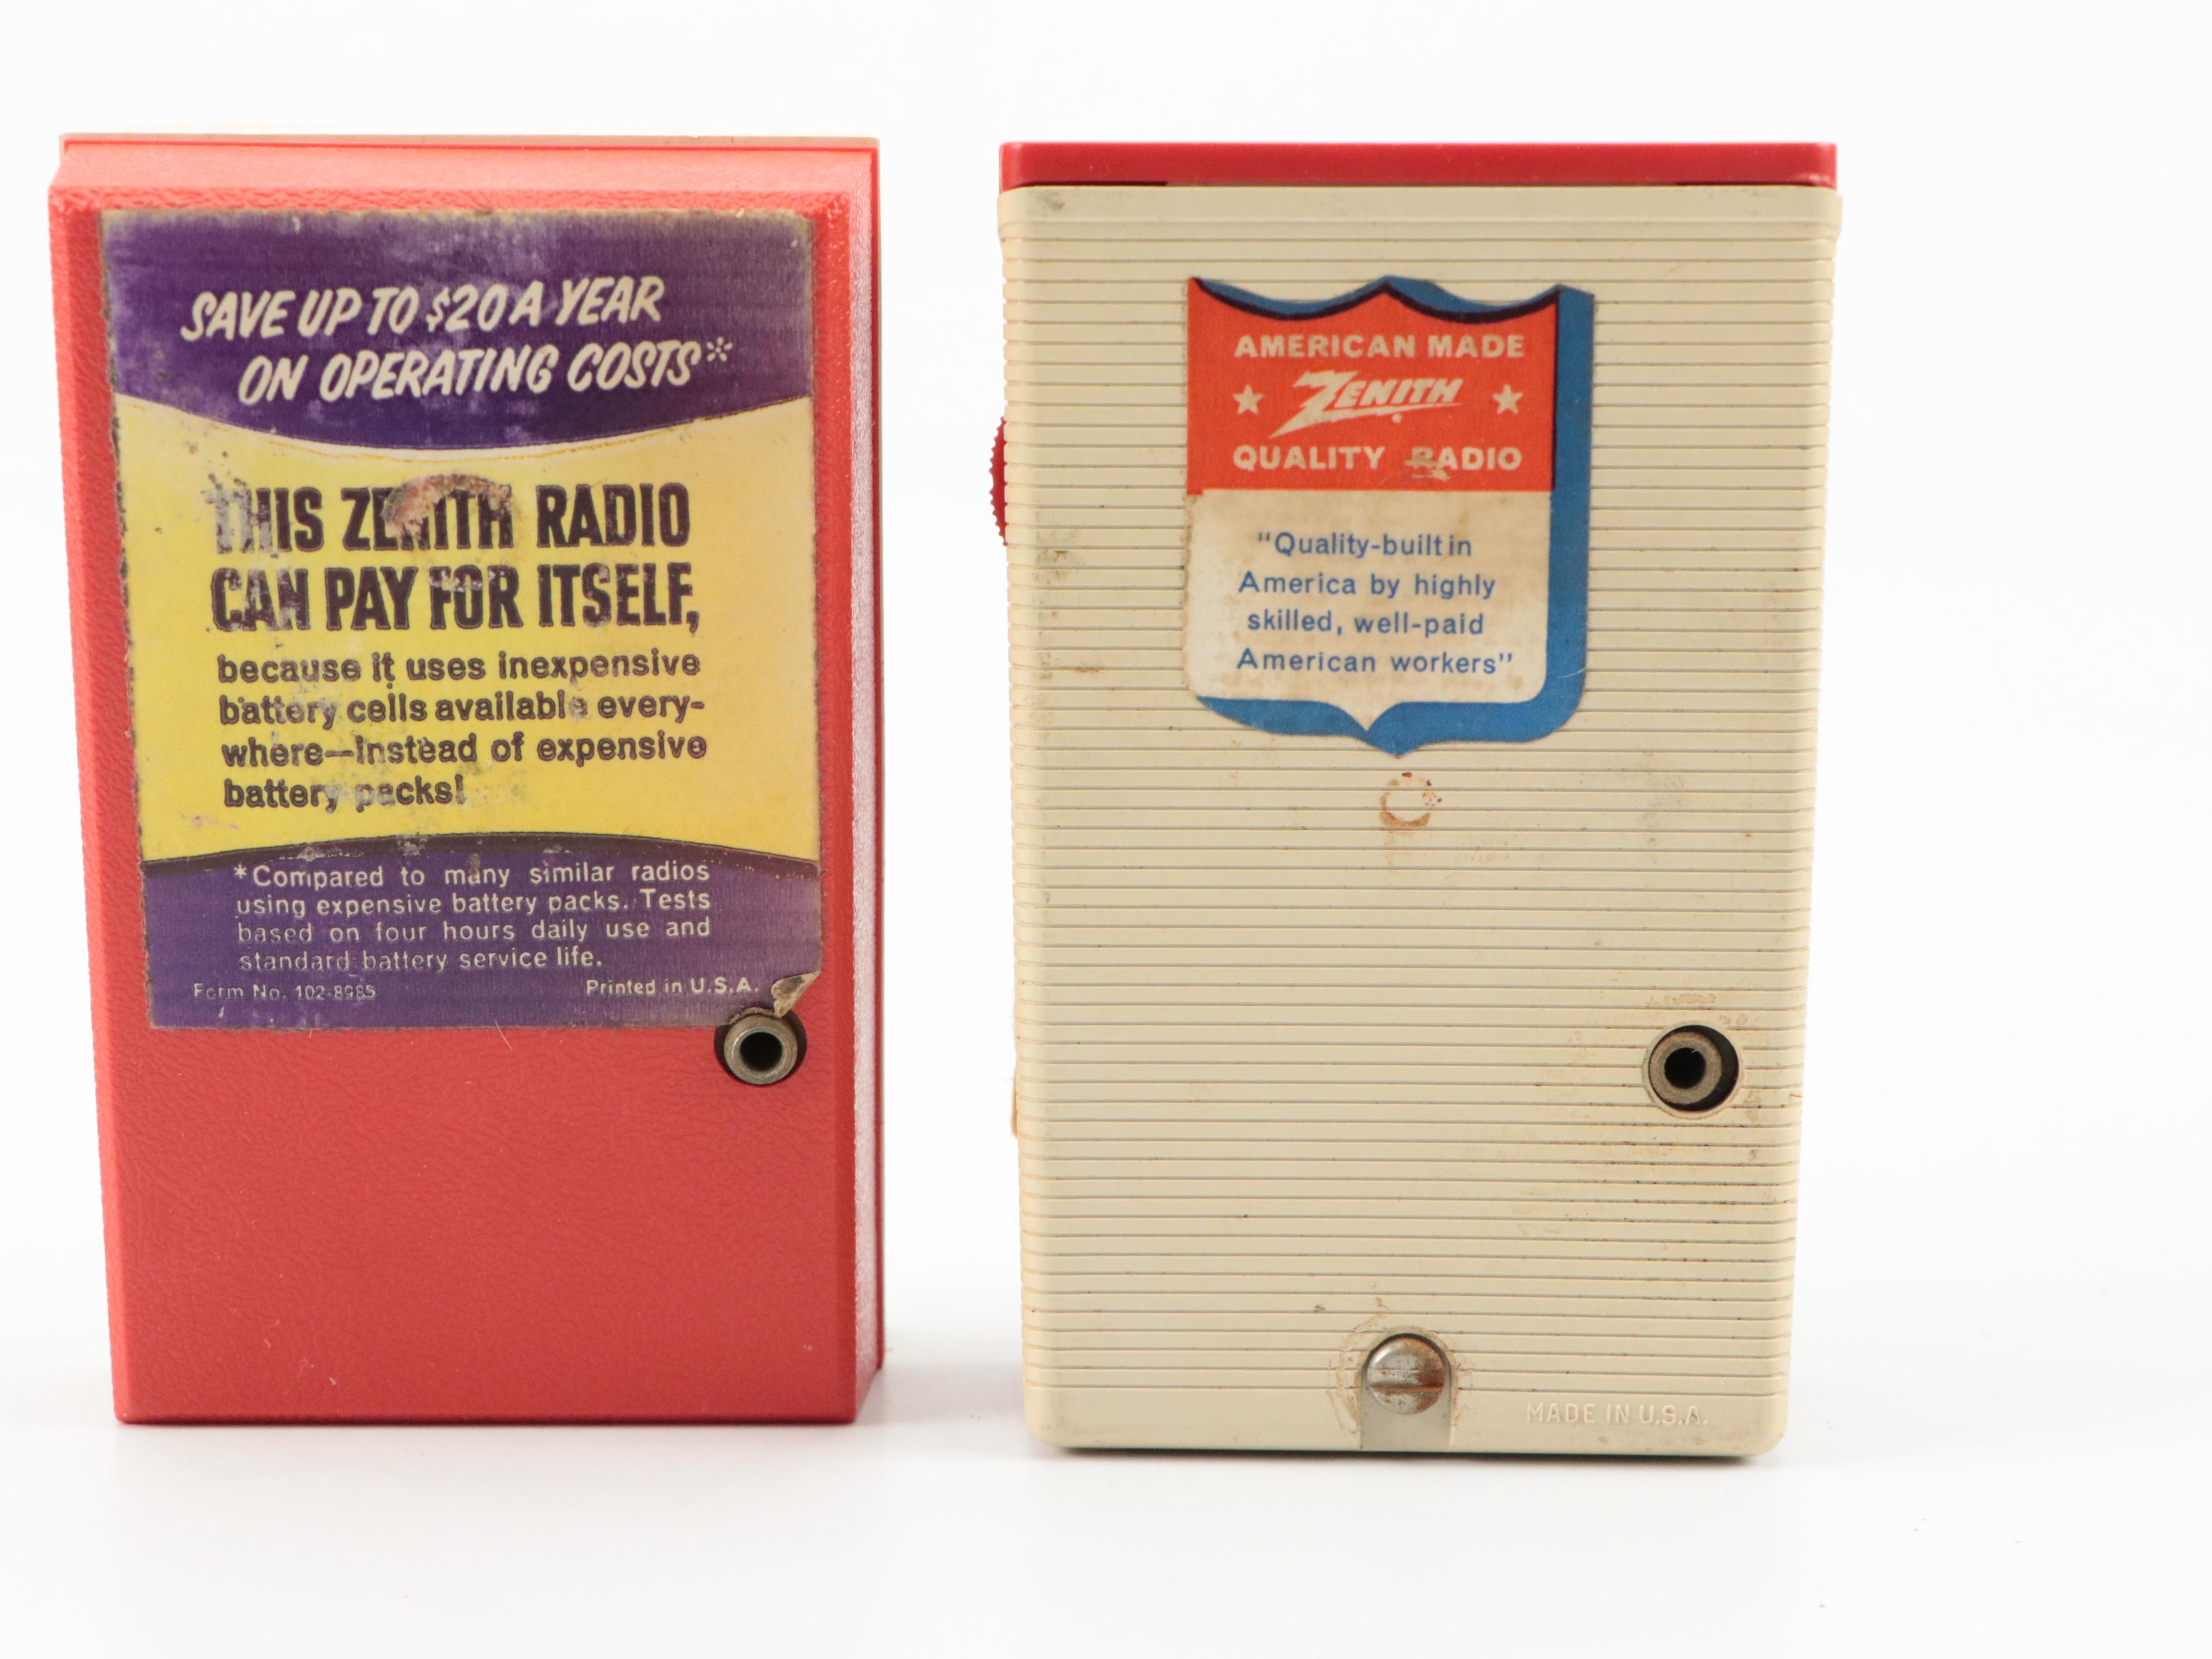 SAVE UP TO $20 A YEAR
ON OPERATING COSTS*
THIS ZENITH RADIO
CAN PAY FOR ITSELF,
because it uses inexpensive
battery cells available every-
where—instead of expensive
battery packs!
*Compared to many similar radios
using expensive battery packs. Tests
based on four hours daily use and
standard battery service life.
Form No. 102-8985 Printed in U.S.A.
AMERICAN MADE
ZENITH
QUALITY RADIO
"Quality-built in
America by highly
skilled, well-paid
American workers"
MADE IN U.S.A.